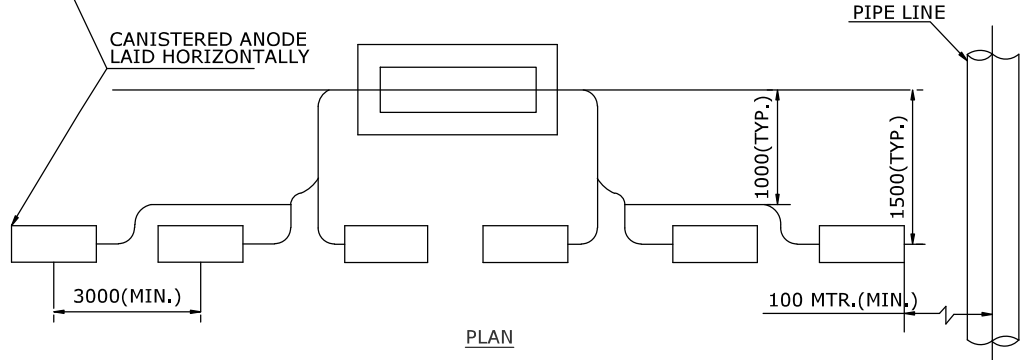 PIPE LINE
CANISTERED ANODE
LAID HORIZONTALLY
1000(TYP.)
1500(TYP.)
3000(MIN.)
100 MTR.(MIN.)
PLAN